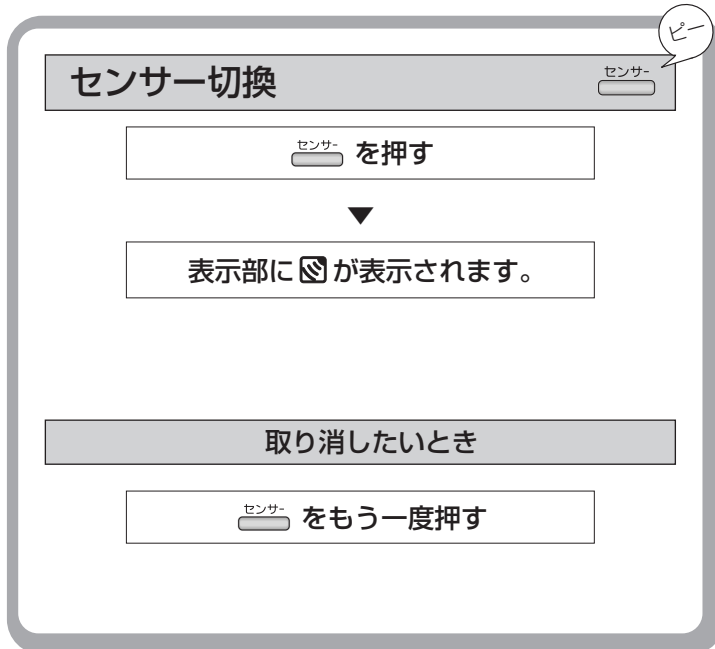 ピー
センサー切換 センサー
センサー を押す
▼
表示部に が表示されます。
取り消したいとき
センサー をもう一度押す